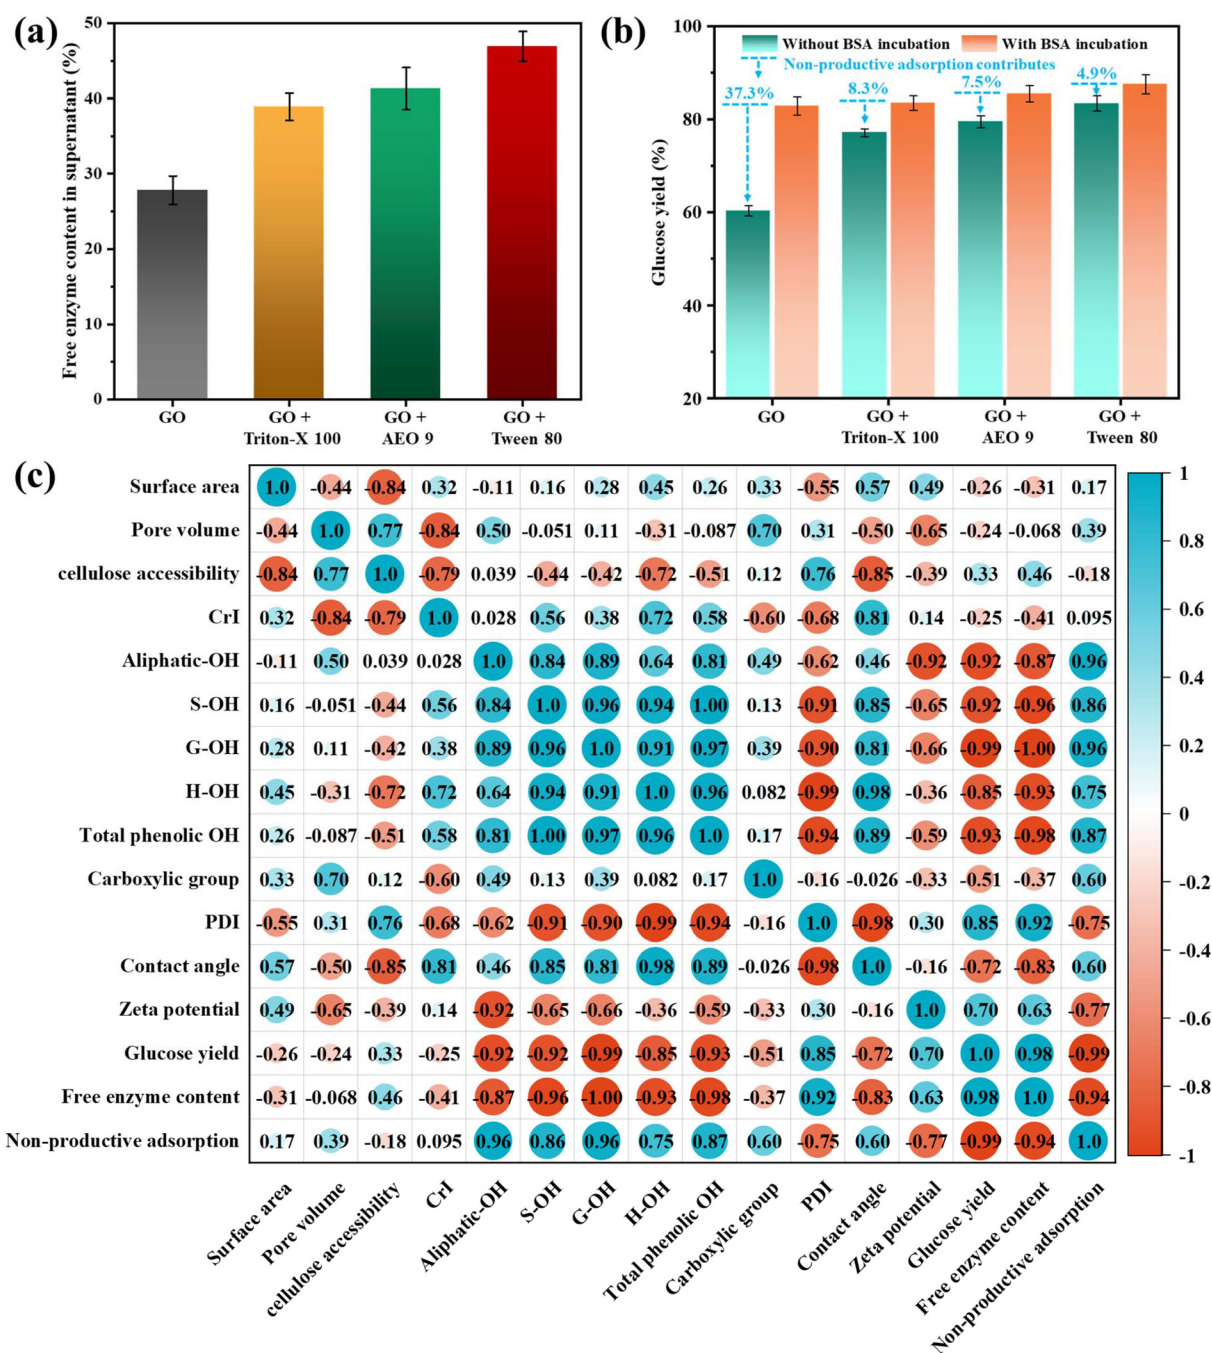 (a)
Free enzyme content in supernatant (%)
50
40
30
20
10
0
GO
GO +
Triton-X 100
GO +
AEO 9
GO +
Tween 80
(b)
Glucose yield (%)
100
80
60
40
20
Without BSA incubation
With BSA incubation
Non-productive adsorption contributes
37.3%
8.3%
7.5%
4.9%
GO
GO +
Triton-X 100
GO +
AEO 9
GO +
Tween 80
(c)
Surface area 1.0 -0.44 -0.84 0.32 -0.11 0.16 0.28 0.45 0.26 0.33 -0.55 0.57 0.49 -0.26 -0.31 0.17
Pore volume -0.44 1.0 0.77 -0.84 0.50 -0.051 0.11 -0.31 -0.087 0.70 0.31 -0.50 -0.65 -0.24 -0.068 0.39
cellulose accessibility -0.84 0.77 1.0 -0.79 0.039 -0.44 -0.42 -0.72 -0.51 0.12 0.76 -0.85 -0.39 0.33 0.46 -0.18
CrI 0.32 -0.84 -0.79 1.0 0.028 0.56 0.38 0.72 0.58 -0.60 -0.68 0.81 0.14 -0.25 -0.41 0.095
Aliphatic-OH -0.11 0.50 0.039 0.028 1.0 0.84 0.89 0.64 0.81 0.49 -0.62 0.46 -0.92 -0.92 -0.87 0.96
S-OH 0.16 -0.051 -0.44 0.56 0.84 1.0 0.96 0.94 1.00 0.13 -0.91 0.85 -0.65 -0.92 -0.96 0.86
G-OH 0.28 0.11 -0.42 0.38 0.89 0.96 1.0 0.91 0.97 0.39 -0.90 0.81 -0.66 -0.99 -1.00 0.96
H-OH 0.45 -0.31 -0.72 0.72 0.64 0.94 0.91 1.0 0.96 0.082 -0.99 0.98 -0.36 -0.85 -0.93 0.75
Total phenolic OH 0.26 -0.087 -0.51 0.58 0.81 1.00 0.97 0.96 1.0 0.17 -0.94 0.89 -0.59 -0.93 -0.98 0.87
Carboxylic group 0.33 0.70 0.12 -0.60 0.49 0.13 0.39 0.082 0.17 1.0 -0.16 -0.026 -0.33 -0.51 -0.37 0.60
PDI -0.55 0.31 0.76 -0.68 -0.62 -0.91 -0.90 -0.99 -0.94 -0.16 1.0 -0.98 0.30 0.85 0.92 -0.75
Contact angle 0.57 -0.50 -0.85 0.81 0.46 0.85 0.81 0.98 0.89 -0.026 -0.98 1.0 -0.16 -0.72 -0.83 0.60
Zeta potential 0.49 -0.65 -0.39 0.14 -0.92 -0.65 -0.66 -0.36 -0.59 -0.33 0.30 -0.16 1.0 0.70 0.63 -0.77
Glucose yield -0.26 -0.24 0.33 -0.25 -0.92 -0.92 -0.99 -0.85 -0.93 -0.51 0.85 -0.72 0.70 1.0 0.98 -0.99
Free enzyme content -0.31 -0.068 0.46 -0.41 -0.87 -0.96 -1.00 -0.93 -0.98 -0.37 0.92 -0.83 0.63 0.98 1.0 -0.94
Non-productive adsorption 0.17 0.39 -0.18 0.095 0.96 0.86 0.96 0.75 0.87 0.60 -0.75 0.60 -0.77 -0.99 -0.94 1.0
Surface area
Pore volume
cellulose accessibility
CrI
Aliphatic-OH
S-OH
G-OH
H-OH
Total phenolic OH
Carboxylic group
PDI
Contact angle
Zeta potential
Glucose yield
Free enzyme content
Non-productive adsorption
1
0.8
0.6
0.4
0.2
0
-0.2
-0.4
-0.6
-0.8
-1